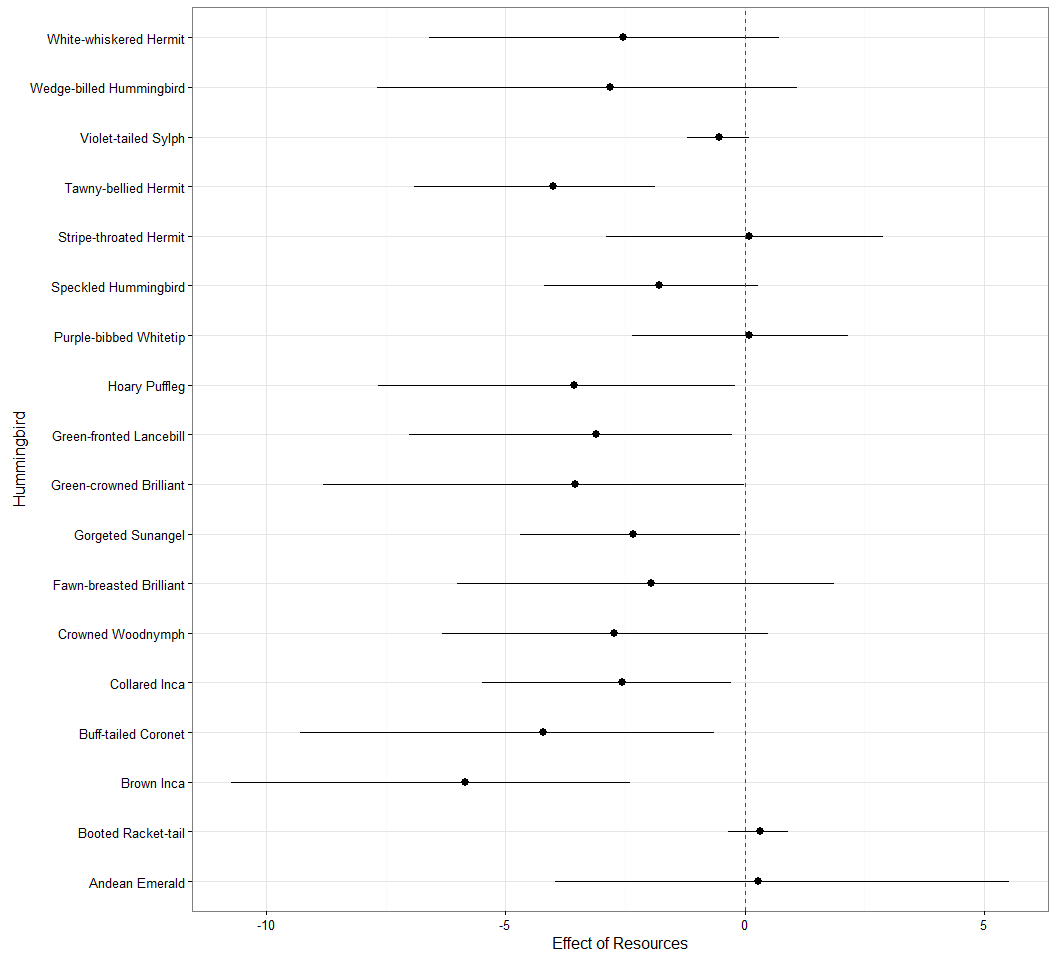 White-whiskered Hermit
Wedge-billed Hummingbird
Violet-tailed Sylph
Tawny-bellied Hermit
Stripe-throated Hermit
Speckled Hummingbird
Purple-bibbed Whitetip
Hoary Puffleg
Green-fronted Lancebill
Green-crowned Brilliant
Gorgeted Sunangel
Fawn-breasted Brilliant
Crowned Woodnymph
Collared Inca
Buff-tailed Coronet
Brown Inca
Booted Racket-tail
Andean Emerald
Hummingbird
-10 -5 0 5
Effect of Resources